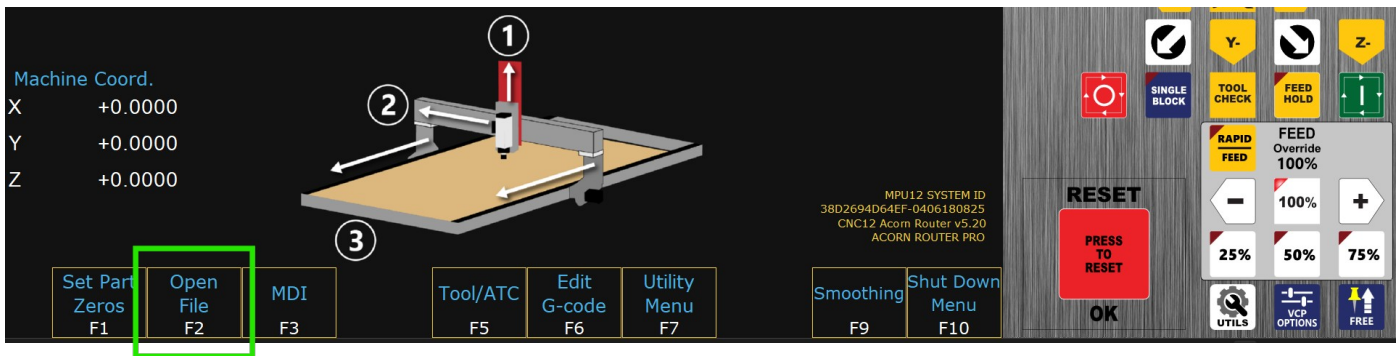 1
Machine Coord.
X +0.0000
2
Y +0.0000
Z +0.0000
3
MPU12 SYSTEM ID
38D2694D64EF-0406180825
CNC12 Acorn Router v5.20
ACORN ROUTER PRO
Set Part
Zeros
F1
Open
File
F2
MDI
F3
Tool/ATC
F5
Edit
G-code
F6
Utility
Menu
F7
Smoothing
F9
Shut Down
Menu
F10
Y-
Z-
SINGLE
BLOCK
TOOL
CHECK
FEED
HOLD
RAPID
FEED
FEED
Override
100%
-
100%
+
25%
50%
75%
RESET
PRESS
TO
RESET
OK
UTILS
VCP
OPTIONS
FREE